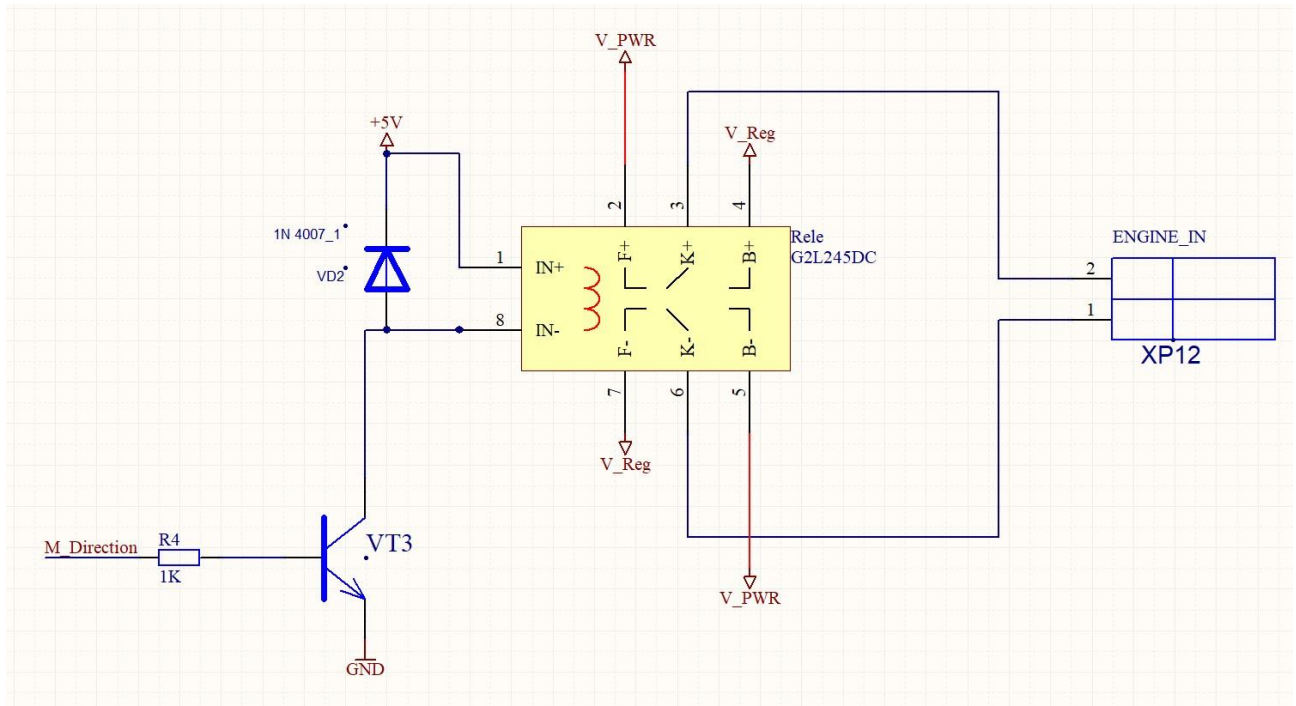 V_PWR
+5V
V_Reg
1N 4007_1
VD2
2
3
4
Rele
G2L245DC
ENGINE_IN
1
IN+
F+
K+
B+
2
8
IN-
F-
K-
B-
1
XP12
7
6
5
V_Reg
M_Direction
R4
1K
VT3
V_PWR
GND